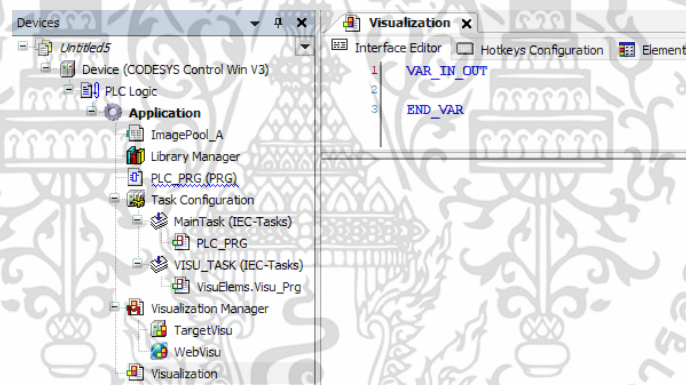 Devices
Untitled5
Device (CODESYS Control Win V3)
PLC Logic
Application
ImagePool_A
Library Manager
PLC_PRG (PRG)
Task Configuration
MainTask (IEC-Tasks)
PLC_PRG
VISU_TASK (IEC-Tasks)
VisuElems.Visu_Prg
Visualization Manager
TargetVisu
WebVisu
Visualization
Visualization
Interface Editor Hotkeys Configuration Element
1 VAR_IN_OUT
2
3 END_VAR